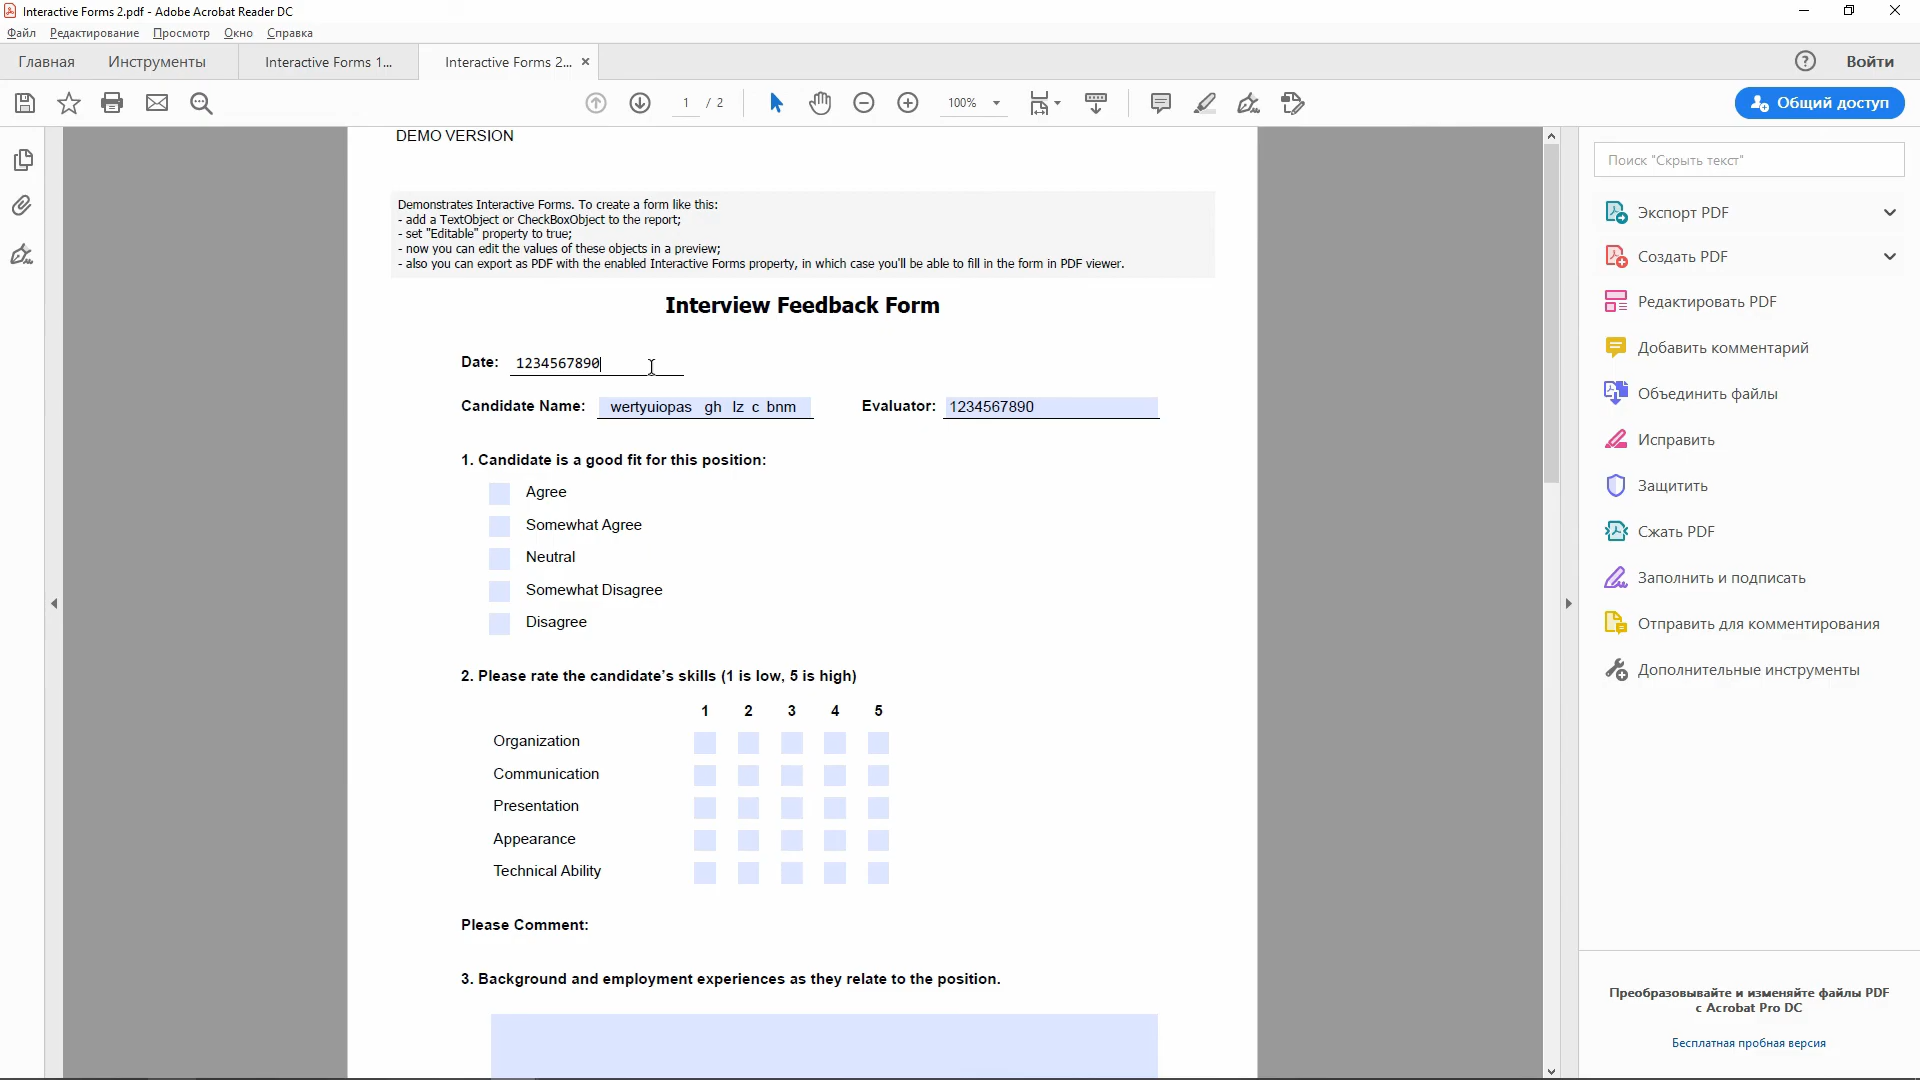 Interactive Forms 2.pdf - Adobe Acrobat Reader DC
Файл Редактирование Просмотр Окно Справка
Главная Инструменты Interactive Forms 1... Interactive Forms 2... × ? Войти
1 / 2 100% Общий доступ
DEMO VERSION
Поиск "Скрыть текст"
Demonstrates Interactive Forms. To create a form like this:
- add a TextObject or CheckBoxObject to the report;
- set "Editable" property to true;
- now you can edit the values of these objects in a preview;
- also you can export as PDF with the enabled Interactive Forms property, in which case you'll be able to fill in the form in PDF viewer.
Interview Feedback Form
Date: 1234567890
Candidate Name: wertyuiopas gh lz c bnm Evaluator: 1234567890
1. Candidate is a good fit for this position:
Agree
Somewhat Agree
Neutral
Somewhat Disagree
Disagree
2. Please rate the candidate's skills (1 is low, 5 is high)
1 2 3 4 5
Organization
Communication
Presentation
Appearance
Technical Ability
Please Comment:
3. Background and employment experiences as they relate to the position.
Экспорт PDF
Создать PDF
Редактировать PDF
Добавить комментарий
Объединить файлы
Исправить
Защитить
Сжать PDF
Заполнить и подписать
Отправить для комментирования
Дополнительные инструменты
Преобразовывайте и изменяйте файлы PDF
с Acrobat Pro DC
Бесплатная пробная версия